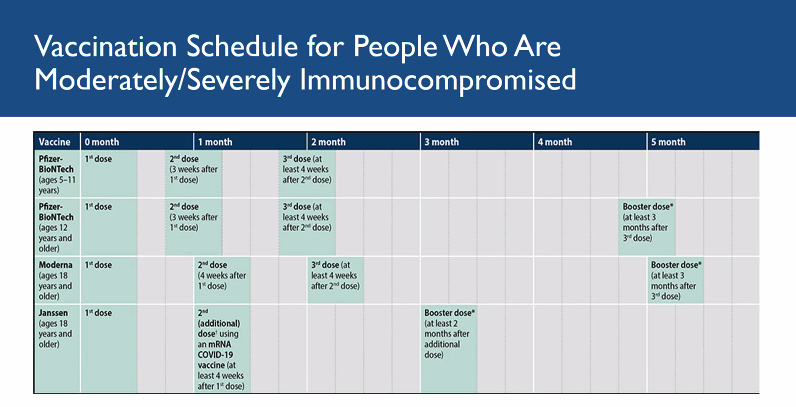 Vaccination Schedule for People Who Are
Moderately/Severely Immunocompromised
Vaccine 0 month 1 month 2 month 3 month 4 month 5 month
Pfizer-
BioNTech
(ages 5–11
years)
1st dose
2nd dose
(3 weeks after
1st dose)
3rd dose (at
least 4 weeks
after 2nd dose)
Pfizer-
BioNTech
(ages 12
years and
older)
1st dose
2nd dose
(3 weeks after
1st dose)
3rd dose (at
least 4 weeks
after 2nd dose)
Booster dose*
(at least 3
months after
3rd dose)
Moderna
(ages 18
years and
older)
1st dose
2nd dose
(4 weeks after
1st dose)
3rd dose (at
least 4 weeks
after 2nd dose)
Booster dose*
(at least 3
months after
3rd dose)
Janssen
(ages 18
years and
older)
1st dose
2nd
(additional)
dose† using
an mRNA
COVID-19
vaccine (at
least 4 weeks
after 1st dose)
Booster dose*
(at least 2
months after
additional
dose)